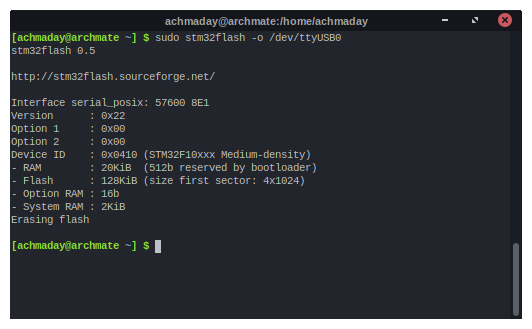 achmaday@archmate:/home/achmaday
[achmaday@archmate ~] $ sudo stm32flash -o /dev/ttyUSB0
stm32flash 0.5
http://stm32flash.sourceforge.net/
Interface serial_posix: 57600 8E1
Version      : 0x22
Option 1     : 0x00
Option 2     : 0x00
Device ID    : 0x0410 (STM32F10xxx Medium-density)
- RAM        : 20KiB  (512b reserved by bootloader)
- Flash      : 128KiB (size first sector: 4x1024)
- Option RAM : 16b
- System RAM : 2KiB
Erasing flash
[achmaday@archmate ~] $